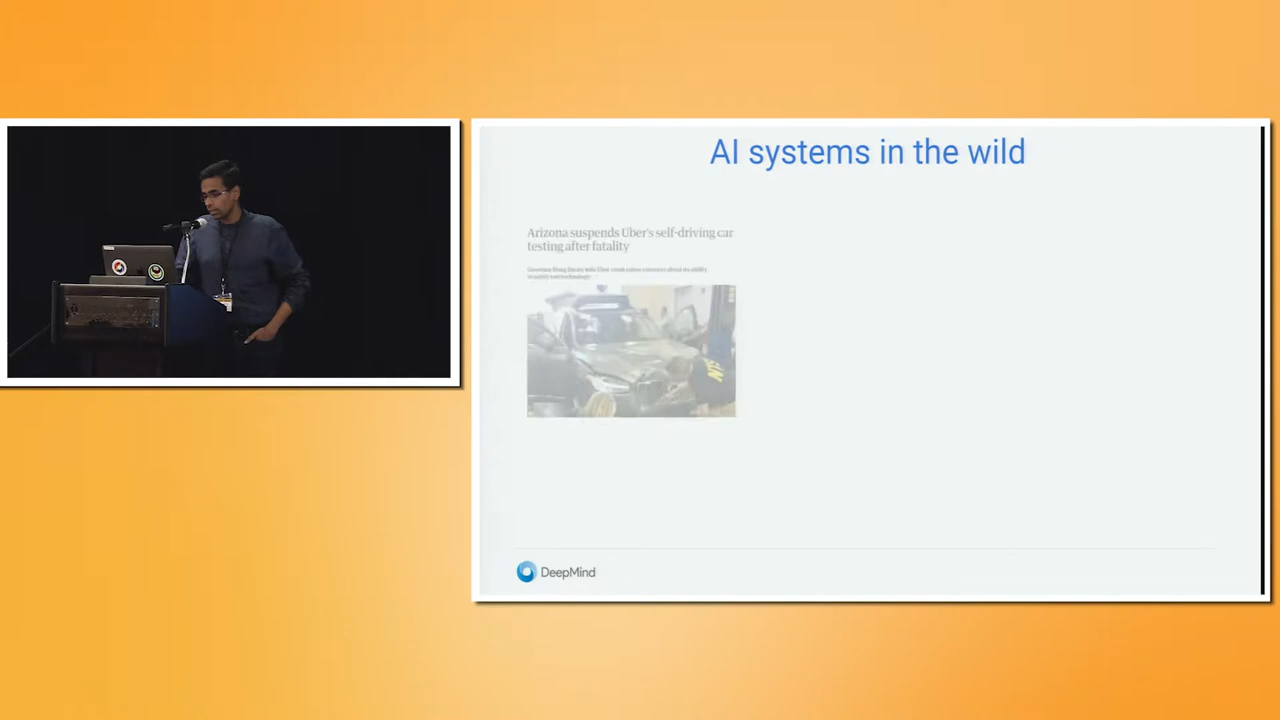 AI systems in the wild
Arizona suspends Uber's self-driving car
testing after fatality
DeepMind